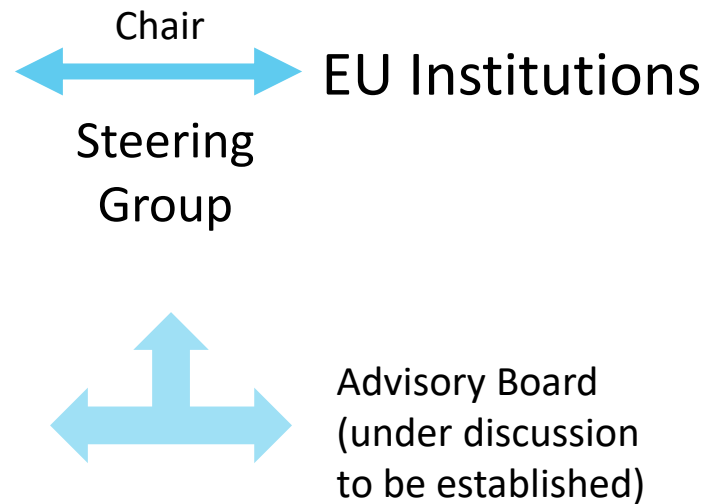 Chair
EU Institutions
Steering
Group
Advisory Board
(under discussion
to be established)